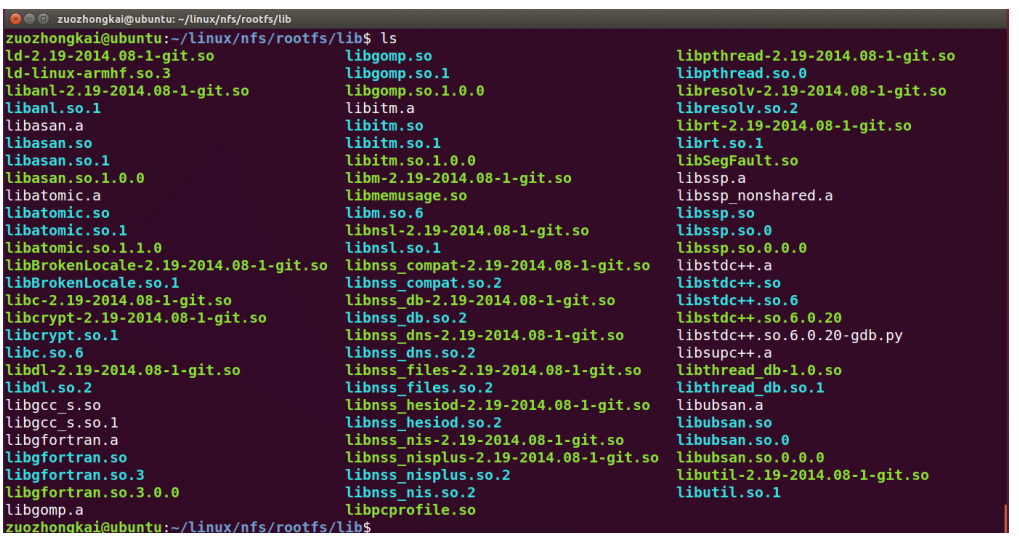 zuozhongkai@ubuntu: ~/linux/nfs/rootfs/lib
zuozhongkai@ubuntu:~/linux/nfs/rootfs/lib$ ls
ld-2.19-2014.08-1-git.so libgomp.so libpthread-2.19-2014.08-1-git.so
ld-linux-armhf.so.3 libgomp.so.1 libpthread.so.0
libanl-2.19-2014.08-1-git.so libgomp.so.1.0.0 libresolv-2.19-2014.08-1-git.so
libanl.so.1 libitm.a libresolv.so.2
libasan.a libitm.so librt-2.19-2014.08-1-git.so
libasan.so libitm.so.1 librt.so.1
libasan.so.1 libitm.so.1.0.0 libSegFault.so
libasan.so.1.0.0 libm-2.19-2014.08-1-git.so libssp.a
libatomic.a libmemusage.so libssp_nonshared.a
libatomic.so libm.so.6 libssp.so
libatomic.so.1 libnsl-2.19-2014.08-1-git.so libssp.so.0
libatomic.so.1.1.0 libnsl.so.1 libssp.so.0.0.0
libBrokenLocale-2.19-2014.08-1-git.so libnss_compat-2.19-2014.08-1-git.so libstdc++.a
libBrokenLocale.so.1 libnss_compat.so.2 libstdc++.so
libc-2.19-2014.08-1-git.so libnss_db-2.19-2014.08-1-git.so libstdc++.so.6
libcrypt-2.19-2014.08-1-git.so libnss_db.so.2 libstdc++.so.6.0.20
libcrypt.so.1 libnss_dns-2.19-2014.08-1-git.so libstdc++.so.6.0.20-gdb.py
libc.so.6 libnss_dns.so.2 libsupc++.a
libdl-2.19-2014.08-1-git.so libnss_files-2.19-2014.08-1-git.so libthread_db-1.0.so
libdl.so.2 libnss_files.so.2 libthread_db.so.1
libgcc_s.so libnss_hesiod-2.19-2014.08-1-git.so libubsan.a
libgcc_s.so.1 libnss_hesiod.so.2 libubsan.so
libgfortran.a libnss_nis-2.19-2014.08-1-git.so libubsan.so.0
libgfortran.so libnss_nisplus-2.19-2014.08-1-git.so libubsan.so.0.0.0
libgfortran.so.3 libnss_nisplus.so.2 libutil-2.19-2014.08-1-git.so
libgfortran.so.3.0.0 libnss_nis.so.2 libutil.so.1
libgomp.a libpcprofile.so
zuozhongkai@ubuntu:~/linux/nfs/rootfs/lib$